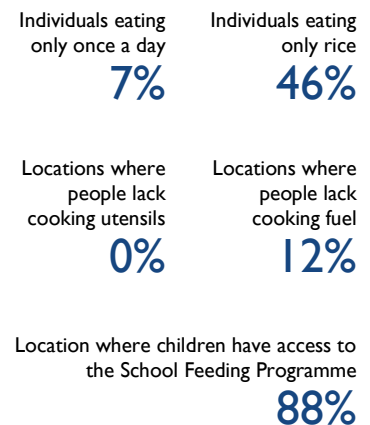 Individuals eating
only once a day
7%
Individuals eating
only rice
46%
Locations where
people lack
cooking utensils
0%
Locations where
people lack
cooking fuel
12%
Location where children have access to
the School Feeding Programme
88%